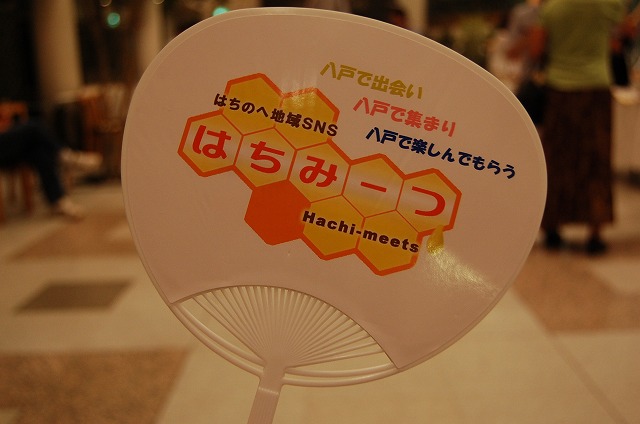 八戸で出会い
八戸で集まり
八戸で楽しんでもらう
はちのへ地域SNS
はちみーつ
Hachi-meets